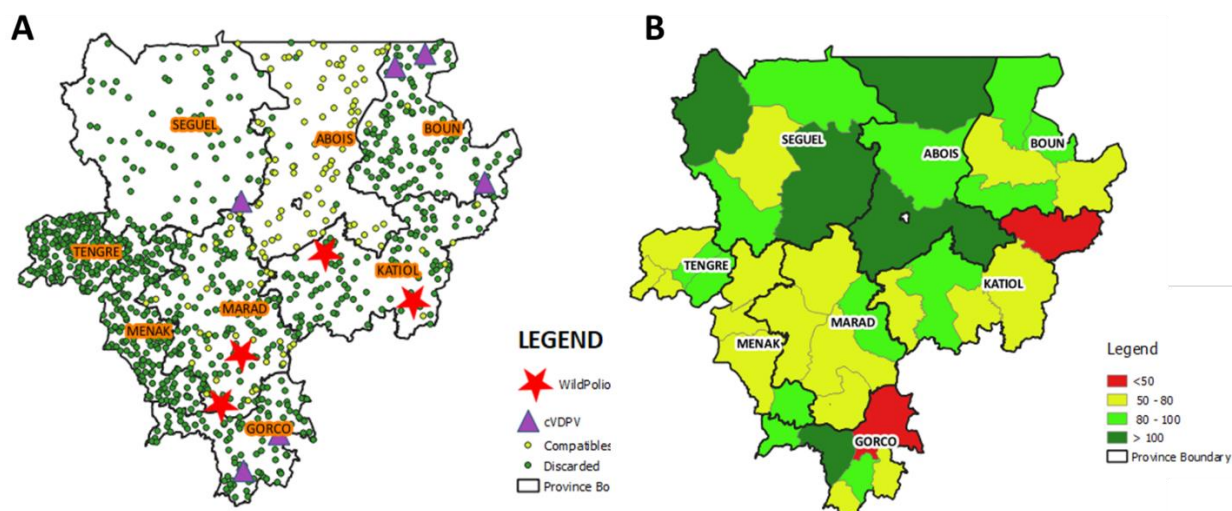 A
SEGUEL
ABOIS
BOUN
TENGRE
KATIOL
MARAD
MENAK
GORCO
LEGEND
WildPolio
cVDPV
Compatibles
Discarded
Province Bo
B
SEGUEL
ABOIS
BOUN
TENGRE
KATIOL
MARAD
MENAK
GORCO
Legend
<50
50 - 80
80 - 100
> 100
Province Boundary